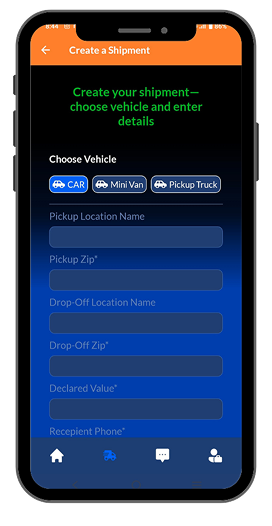 8:44 86%
Create a Shipment
Create your shipment—
choose vehicle and enter
details
Choose Vehicle
CAR Mini Van Pickup Truck
Pickup Location Name
Pickup Zip*
Drop-Off Location Name
Drop-Off Zip*
Declared Value*
Recepient Phone*